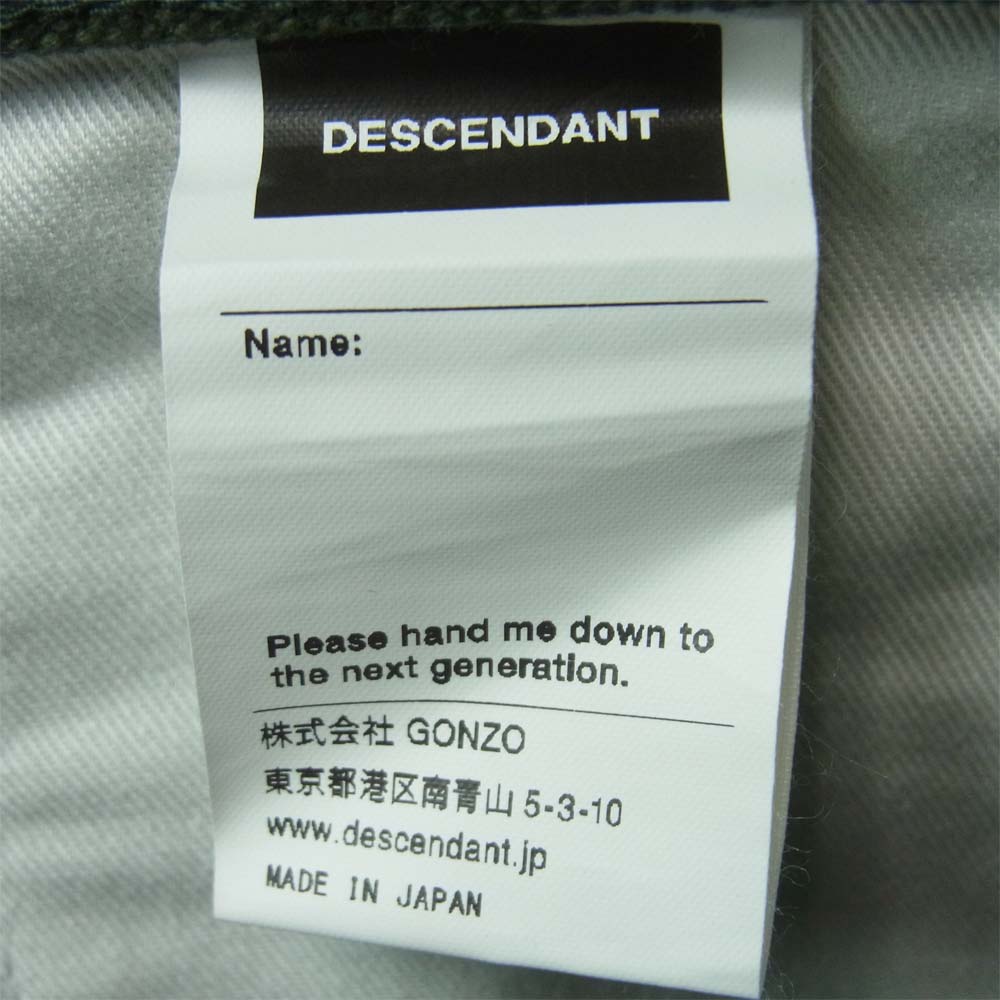 DESCENDANT
Name:
Please hand me down to
the next generation.
株式会社 GONZO
東京都港区南青山 5-3-10
www.descendant.jp
MADE IN JAPAN